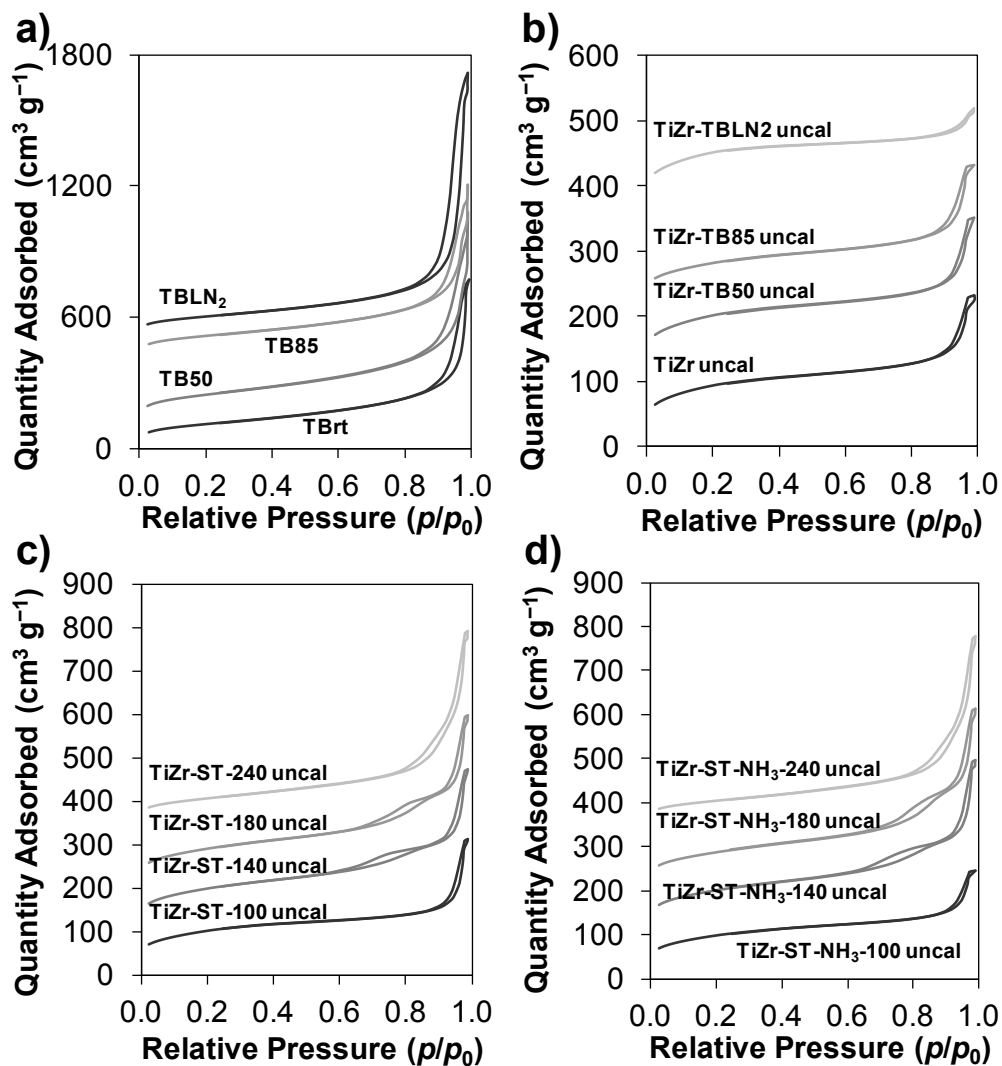 a)
Quantity Adsorbed (cm³ g⁻¹)
1800
1200
600
0
TBLN₂
TB85
TB50
TBrt
0.0 0.2 0.4 0.6 0.8 1.0
Relative Pressure (p/p₀)
b)
Quantity Adsorbed (cm³ g⁻¹)
600
500
400
300
200
100
0
TiZr-TBLN2 uncal
TiZr-TB85 uncal
TiZr-TB50 uncal
TiZr uncal
0.0 0.2 0.4 0.6 0.8 1.0
Relative Pressure (p/p₀)
c)
Quantity Adsorbed (cm³ g⁻¹)
900
800
700
600
500
400
300
200
100
0
TiZr-ST-240 uncal
TiZr-ST-180 uncal
TiZr-ST-140 uncal
TiZr-ST-100 uncal
0.0 0.2 0.4 0.6 0.8 1.0
Relative Pressure (p/p₀)
d)
Quantity Adsorbed (cm³ g⁻¹)
900
800
700
600
500
400
300
200
100
0
TiZr-ST-NH₃-240 uncal
TiZr-ST-NH₃-180 uncal
TiZr-ST-NH₃-140 uncal
TiZr-ST-NH₃-100 uncal
0.0 0.2 0.4 0.6 0.8 1.0
Relative Pressure (p/p₀)